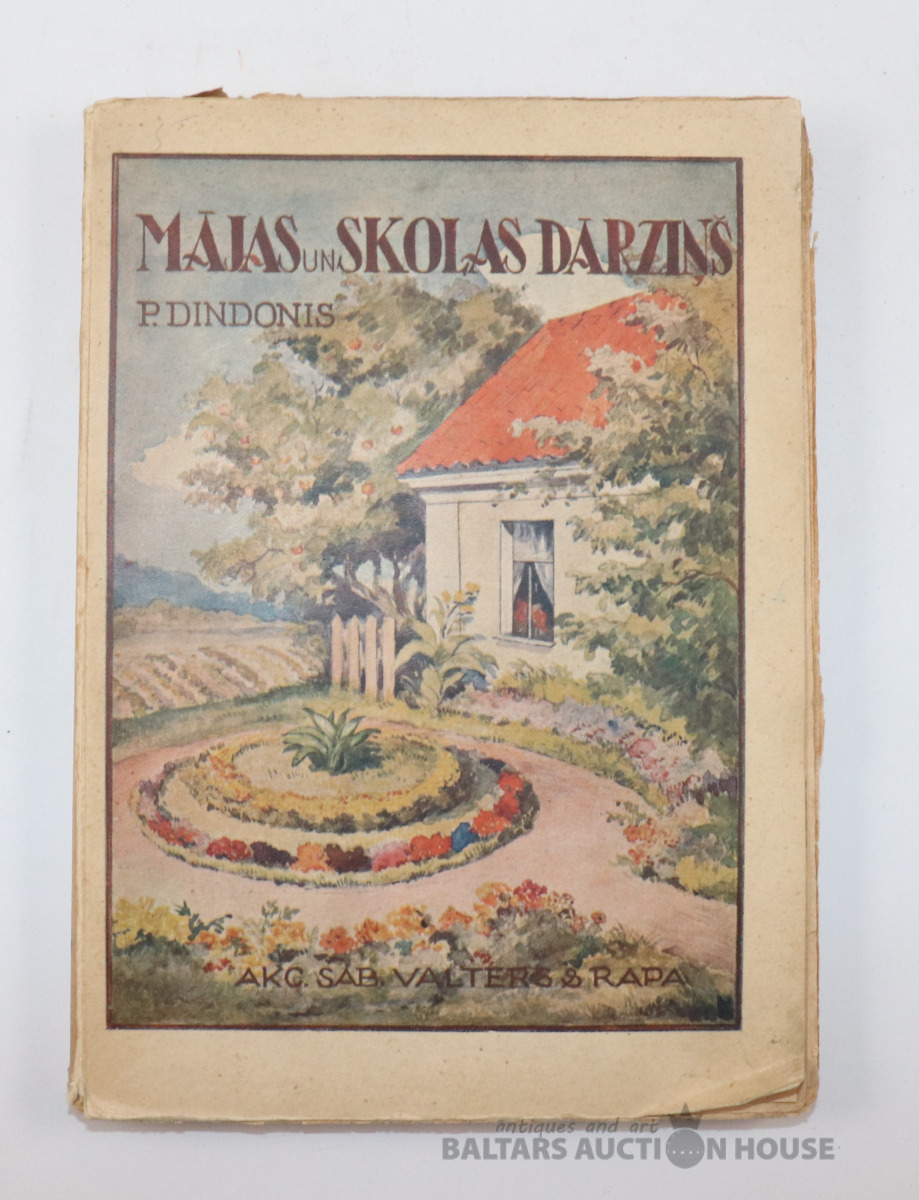 MĀJAS UN SKOLAS DĀRZIŅŠ
P. DINDONIS
AKC. SAB. VALTERS & RAPA
antiques and art
BALTARS AUCTION HOUSE